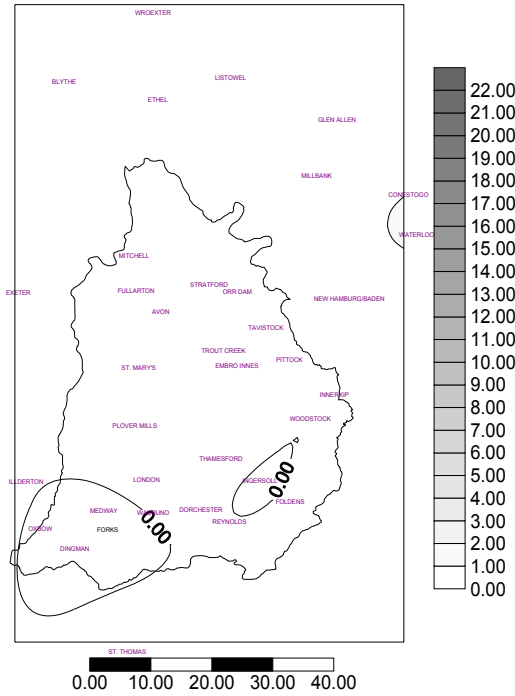 WROEXTER
BLYTHE
LISTOWEL
ETHEL
GLEN ALLEN
MILLBANK
CONESTOGO
WATERLOO
MITCHELL
EXETER
FULLARTON
STRATFORD
ORR DAM
NEW HAMBURG/BADEN
AVON
TAVISTOCK
TROUT CREEK
PITTOCK
ST. MARY'S
EMBRO INNES
INNERKIP
WOODSTOCK
PLOVER MILLS
THAMESFORD
ILLDERTON
LONDON
INGERSOLL
0.00
FOLDENS
MEDWAY
DORCHESTER
0.00
REYNOLDS
OXBOW
FORKS
DINGMAN
ST. THOMAS
0.00 10.00 20.00 30.00 40.00
22.00
21.00
20.00
19.00
18.00
17.00
16.00
15.00
14.00
13.00
12.00
11.00
10.00
9.00
8.00
7.00
6.00
5.00
4.00
3.00
2.00
1.00
0.00